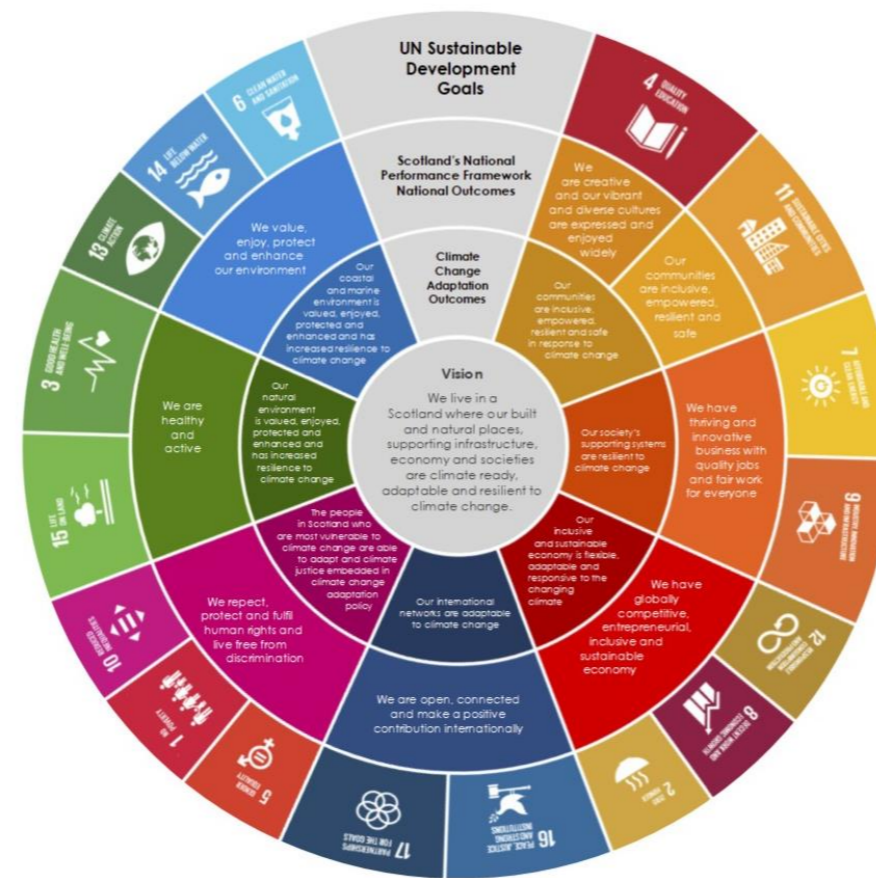 UN Sustainable
Development
Goals
Scotland's National
Performance Framework
National Outcomes
Climate
Change
Adaptation
Outcomes
Vision
We live in a
Scotland where our built
and natural places,
supporting infrastructure,
economy and societies
are climate ready,
adaptable and resilient to
climate change.
4 QUALITY
EDUCATION
11 SUSTAINABLE CITIES
AND COMMUNITIES
7 AFFORDABLE AND
CLEAN ENERGY
9 INDUSTRY, INNOVATION
AND INFRASTRUCTURE
12 RESPONSIBLE
CONSUMPTION
AND PRODUCTION
8 DECENT WORK AND
ECONOMIC GROWTH
2 ZERO
HUNGER
16 PEACE, JUSTICE
AND STRONG
INSTITUTIONS
17 PARTNERSHIPS
FOR THE GOALS
5 GENDER
EQUALITY
1 NO
POVERTY
10 REDUCED
INEQUALITIES
15 LIFE
ON LAND
3 GOOD HEALTH
AND WELL-BEING
13 CLIMATE
ACTION
14 LIFE
BELOW WATER
6 CLEAN WATER
AND SANITATION
We
are creative
and our vibrant
and diverse cultures
are expressed and
enjoyed
widely
Our
communities
are inclusive,
empowered,
resilient and
safe
We have
thriving and
innovative
business with
quality jobs
and fair work
for everyone
We have
globally
competitive,
entrepreneurial,
inclusive and
sustainable
economy
We are open, connected
and make a positive
contribution internationally
We repect,
protect and fulfil
human rights and
live free from
discrimination
We are
healthy
and
active
We value,
enjoy, protect
and enhance
our environment
Our
communities
are inclusive,
empowered,
resilient and safe
in response to
climate change
Our society's
supporting systems
are resilient to
climate change
Our
inclusive
and sustainable
economy is flexible,
adaptable and
responsive to the
changing
climate
Our international
networks are adaptable
to climate change
The people
in Scotland who
are most vulnerable to
climate change are able
to adapt and climate
justice embedded in
climate change
adaptation
policy
Our
natural
environment
is valued, enjoyed,
protected and
enhanced and
has increased
resilience to
climate change
Our
coastal
and marine
environment is
valued, enjoyed,
protected and
enhanced and has
increased resilience to
climate change